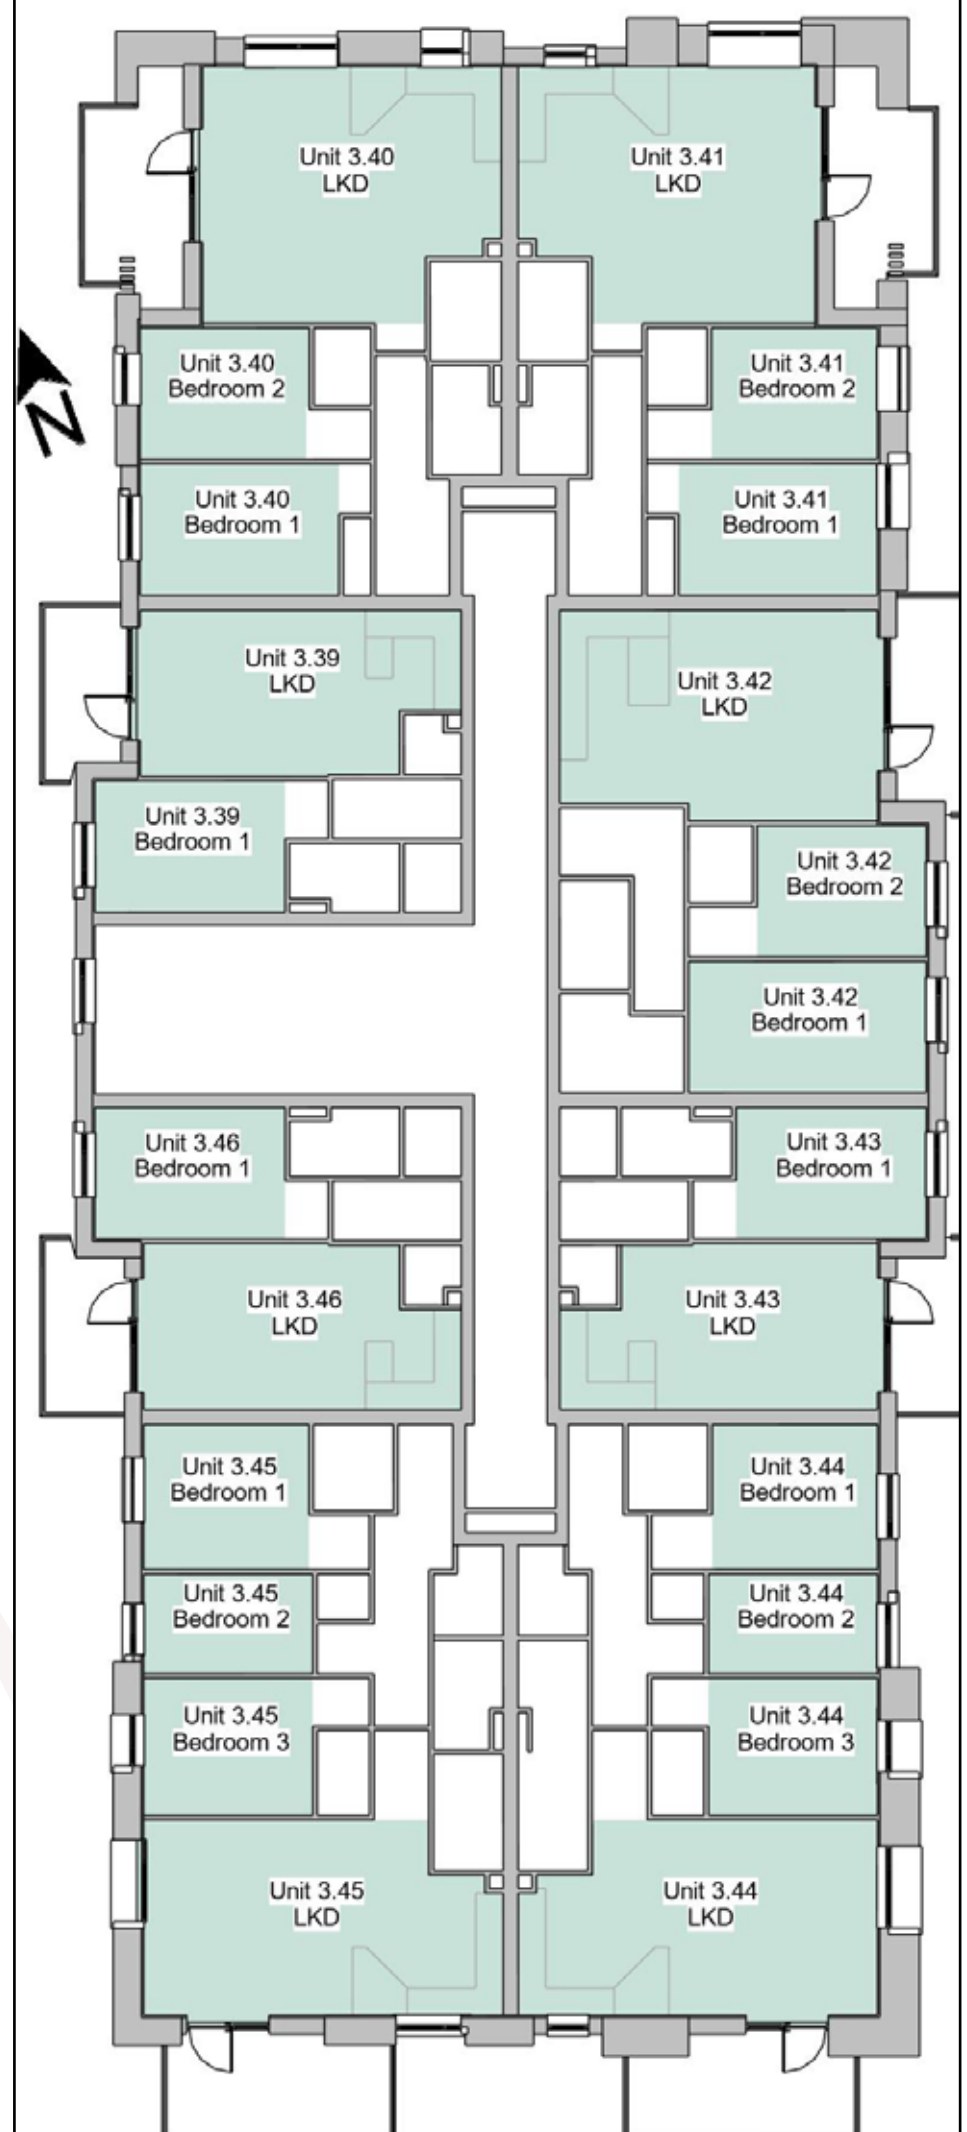 Unit 3.40
LKD
Unit 3.41
LKD
Unit 3.40
Bedroom 2
Unit 3.41
Bedroom 2
N
Unit 3.40
Bedroom 1
Unit 3.41
Bedroom 1
Unit 3.39
LKD
Unit 3.42
LKD
Unit 3.39
Bedroom 1
Unit 3.42
Bedroom 2
Unit 3.42
Bedroom 1
Unit 3.46
Bedroom 1
Unit 3.43
Bedroom 1
Unit 3.46
LKD
Unit 3.43
LKD
Unit 3.45
Bedroom 1
Unit 3.44
Bedroom 1
Unit 3.45
Bedroom 2
Unit 3.44
Bedroom 2
Unit 3.45
Bedroom 3
Unit 3.44
Bedroom 3
Unit 3.45
LKD
Unit 3.44
LKD